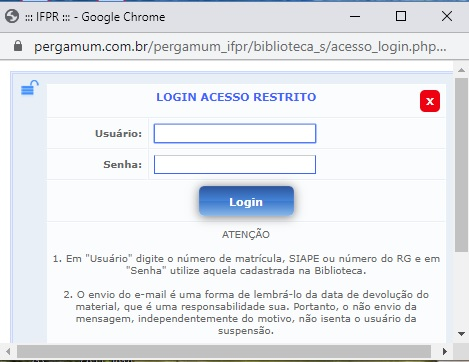 ::: IFPR ::: - Google Chrome
pergamum.com.br/pergamum_ifpr/biblioteca_s/acesso_login.php...
LOGIN ACESSO RESTRITO
x
Usuário:
Senha:
Login
ATENÇÃO
1. Em "Usuário" digite o número de matrícula, SIAPE ou número do RG e em
"Senha" utilize aquela cadastrada na Biblioteca.
2. O envio do e-mail é uma forma de lembrá-lo da data de devolução do
material, que é uma responsabilidade sua. Portanto, o não envio da
mensagem, independentemente do motivo, não isenta o usuário da
suspensão.